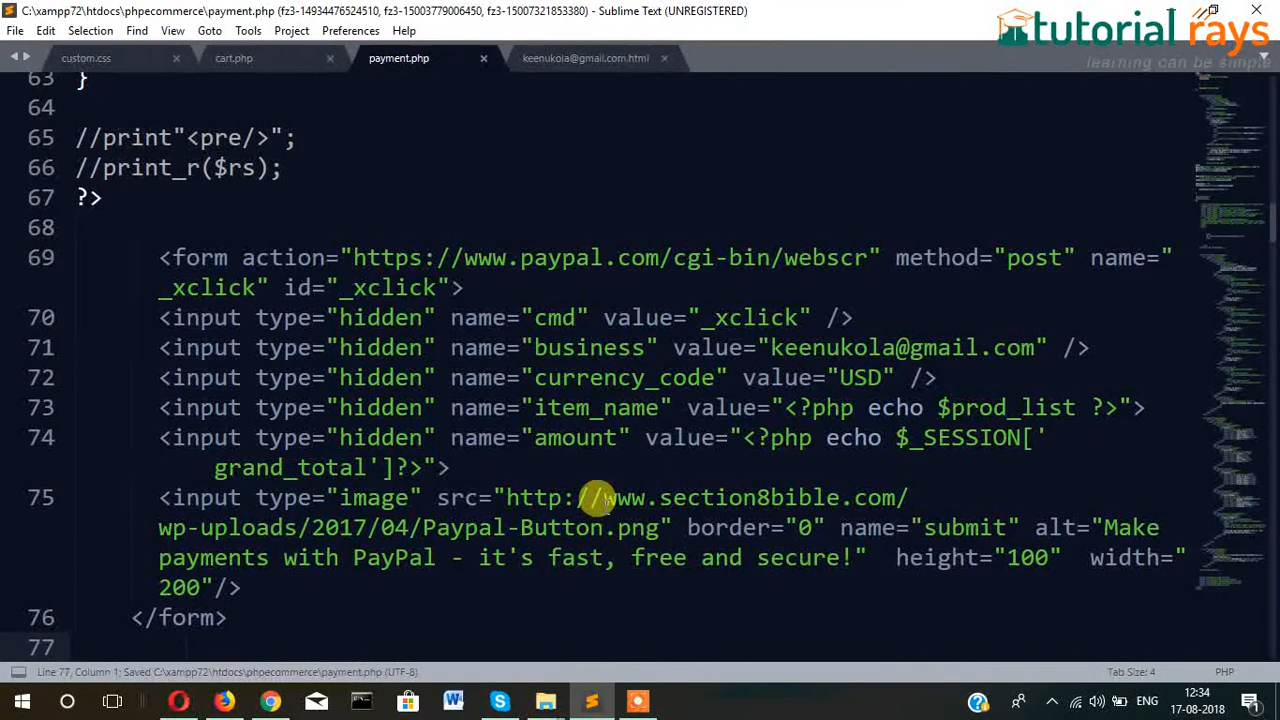 C:\xampp72\htdocs\phpecommerce\payment.php (fz3-14934476524510, fz3-15003779006450, fz3-15007321853380) - Sublime Text (UNREGISTERED)
File Edit Selection Find View Goto Tools Project Preferences Help
tutorial rays
learning can be simple
custom.css cart.php payment.php keenukola@gmail.com.html
63 }
64
65 //print"<pre/>";
66 //print_r($rs);
67 ?>
68
69 <form action="https://www.paypal.com/cgi-bin/webscr" method="post" name="
_xclick" id="_xclick">
70 <input type="hidden" name="cmd" value="_xclick" />
71 <input type="hidden" name="business" value="keenukola@gmail.com" />
72 <input type="hidden" name="currency_code" value="USD" />
73 <input type="hidden" name="item_name" value="<?php echo $prod_list ?>">
74 <input type="hidden" name="amount" value="<?php echo $_SESSION['
grand_total']?>">
75 <input type="image" src="http://www.section8bible.com/
wp-uploads/2017/04/Paypal-Button.png" border="0" name="submit" alt="Make
payments with PayPal - it's fast, free and secure!" height="100" width="
200"/>
76 </form>
77
Line 77, Column 1; Saved C:\xampp72\htdocs\phpecommerce\payment.php (UTF-8) Tab Size: 4 PHP
ENG 12:34
17-08-2018